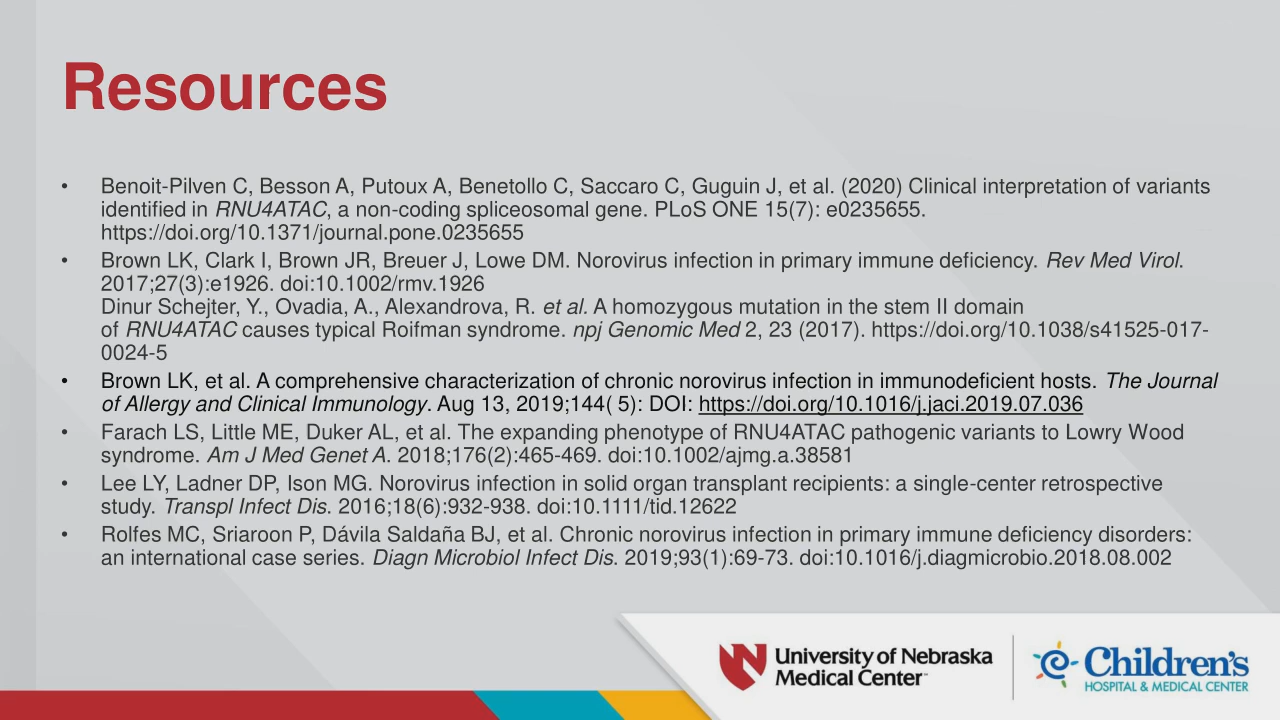 Resources
• Benoit-Pilven C, Besson A, Putoux A, Benetollo C, Saccaro C, Guguin J, et al. (2020) Clinical interpretation of variants
identified in RNU4ATAC, a non-coding spliceosomal gene. PLoS ONE 15(7): e0235655.
https://doi.org/10.1371/journal.pone.0235655
• Brown LK, Clark I, Brown JR, Breuer J, Lowe DM. Norovirus infection in primary immune deficiency. Rev Med Virol.
2017;27(3):e1926. doi:10.1002/rmv.1926
Dinur Schejter, Y., Ovadia, A., Alexandrova, R. et al. A homozygous mutation in the stem II domain
of RNU4ATAC causes typical Roifman syndrome. npj Genomic Med 2, 23 (2017). https://doi.org/10.1038/s41525-017-
0024-5
• Brown LK, et al. A comprehensive characterization of chronic norovirus infection in immunodeficient hosts. The Journal
of Allergy and Clinical Immunology. Aug 13, 2019;144( 5): DOI: https://doi.org/10.1016/j.jaci.2019.07.036
• Farach LS, Little ME, Duker AL, et al. The expanding phenotype of RNU4ATAC pathogenic variants to Lowry Wood
syndrome. Am J Med Genet A. 2018;176(2):465-469. doi:10.1002/ajmg.a.38581
• Lee LY, Ladner DP, Ison MG. Norovirus infection in solid organ transplant recipients: a single-center retrospective
study. Transpl Infect Dis. 2016;18(6):932-938. doi:10.1111/tid.12622
• Rolfes MC, Sriaroon P, Dávila Saldaña BJ, et al. Chronic norovirus infection in primary immune deficiency disorders:
an international case series. Diagn Microbiol Infect Dis. 2019;93(1):69-73. doi:10.1016/j.diagmicrobio.2018.08.002
University of Nebraska
Medical Center™
Children's
HOSPITAL & MEDICAL CENTER